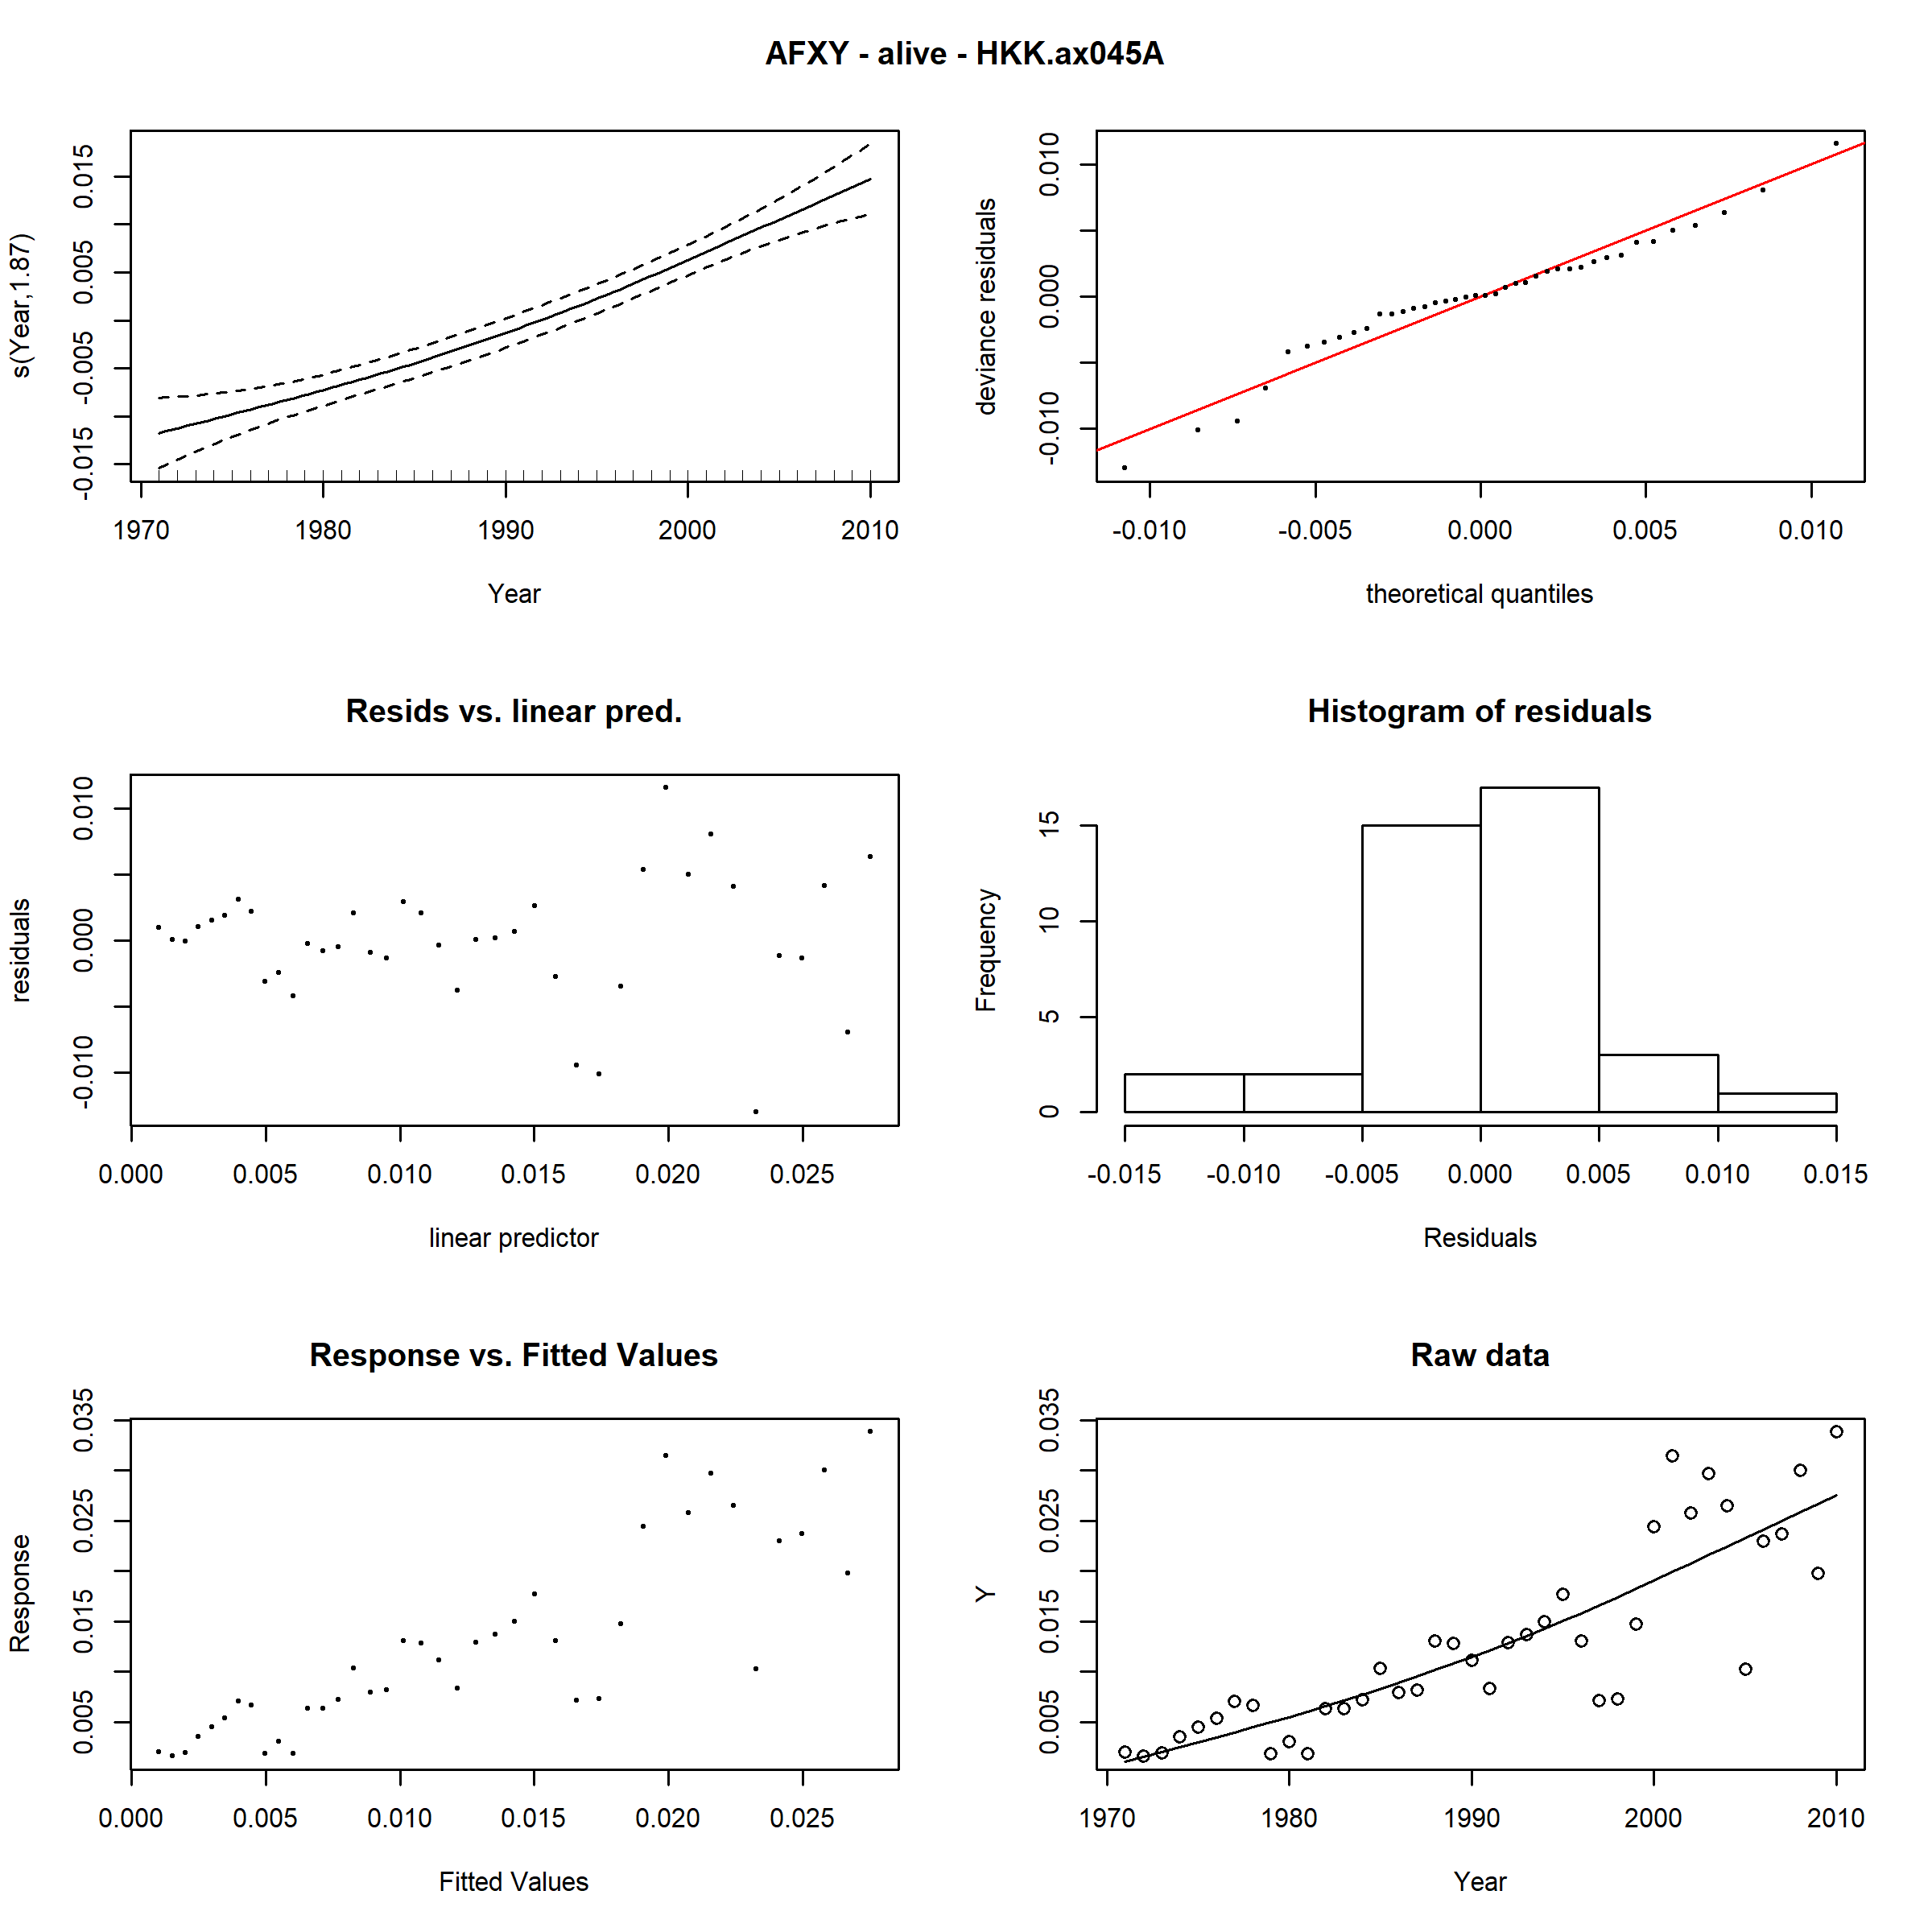 AFXY - alive - HKK.ax045A
s(Year,1.87)
-0.015 -0.005 0.005 0.015
1970 1980 1990 2000 2010
Year
deviance residuals
-0.010 0.000 0.010
-0.010 -0.005 0.000 0.005 0.010
theoretical quantiles
Resids vs. linear pred.
residuals
-0.010 0.000 0.010
0.000 0.005 0.010 0.015 0.020 0.025
linear predictor
Histogram of residuals
Frequency
0 5 10 15
-0.015 -0.010 -0.005 0.000 0.005 0.010 0.015
Residuals
Response vs. Fitted Values
Response
0.005 0.015 0.025 0.035
0.000 0.005 0.010 0.015 0.020 0.025
Fitted Values
Raw data
Y
0.005 0.015 0.025 0.035
1970 1980 1990 2000 2010
Year